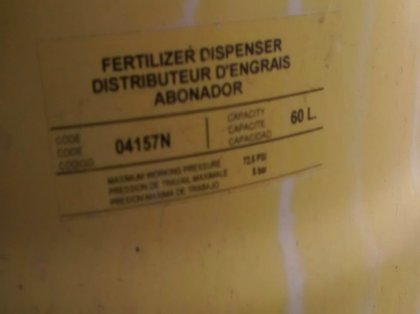 FERTILIZER DISPENSER
DISTRIBUTEUR D'ENGRAIS
ABONADOR
CODE
CODE
CODIGO
04157N
CAPACITY
CAPACITE
CAPACIDAD
60 L.
MAXIMUM WORKING PRESSURE 72,5 PSI
PRESSION DE TRAVAIL MAXIMALE 5 bar
PRESION MAXIMA DE TRABAJO